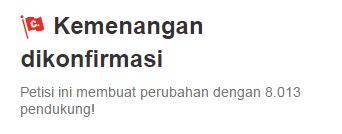 Kemenangan
dikonfirmasi
Petisi ini membuat perubahan dengan 8.013
pendukung!